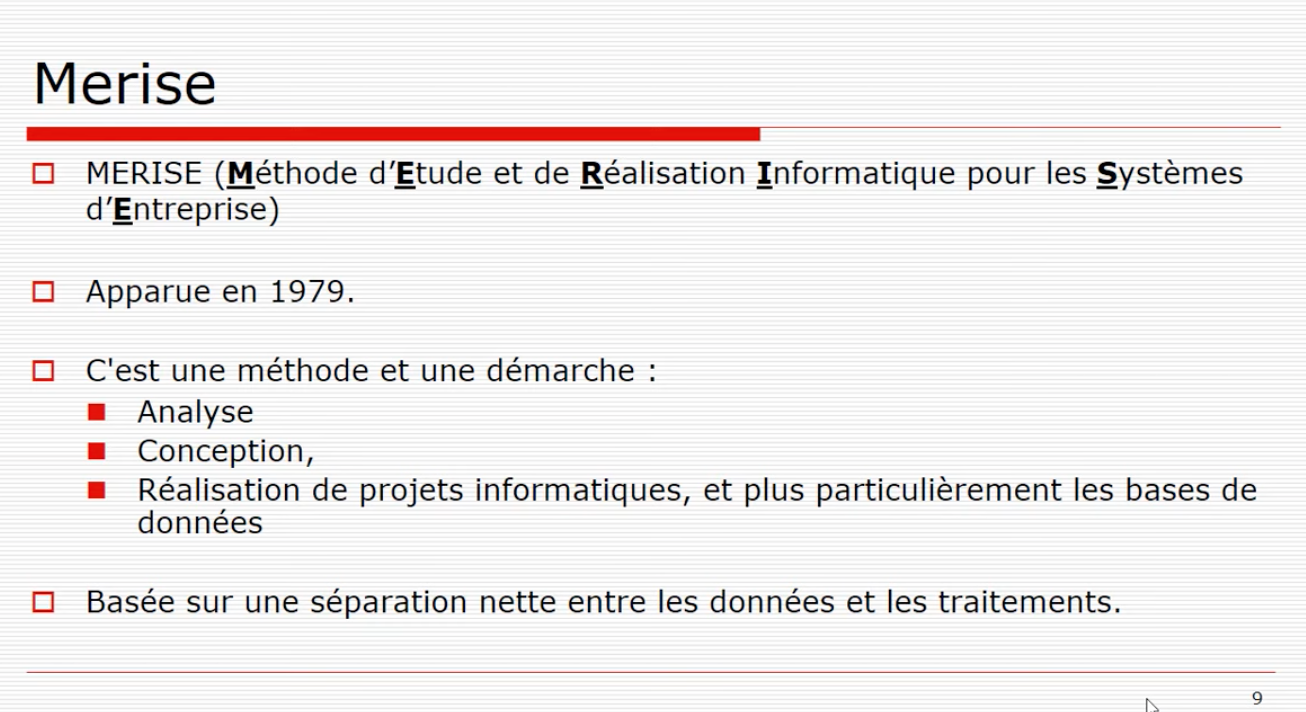 Merise
MERISE (Méthode d’Etude et de Réalisation Informatique pour les Systèmes
d’Entreprise)
Apparue en 1979.
C'est une méthode et une démarche :
Analyse
Conception,
Réalisation de projets informatiques, et plus particulièrement les bases de
données
Basée sur une séparation nette entre les données et les traitements.
9